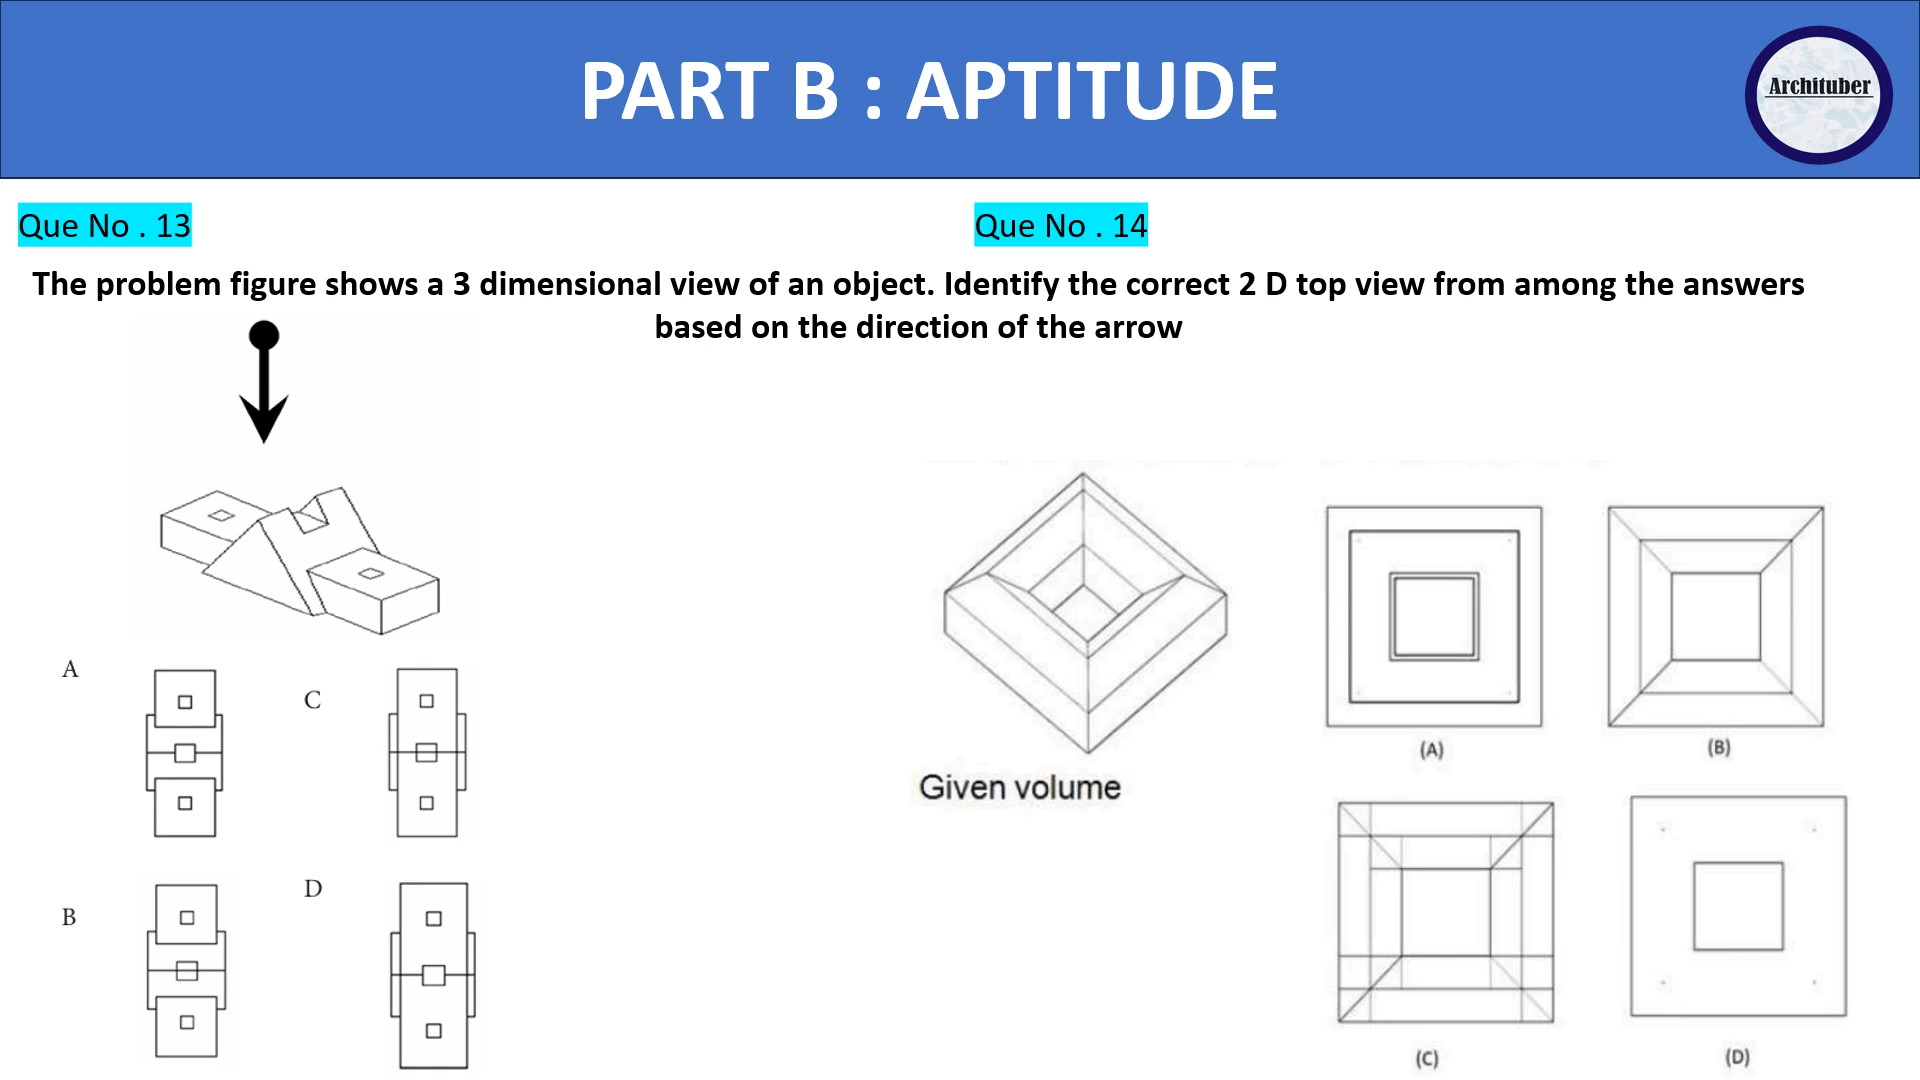 PART B : APTITUDE
Archituber
Que No . 13
Que No . 14
The problem figure shows a 3 dimensional view of an object. Identify the correct 2 D top view from among the answers
based on the direction of the arrow
A
C
B
D
Given volume
(A)
(B)
(C)
(D)